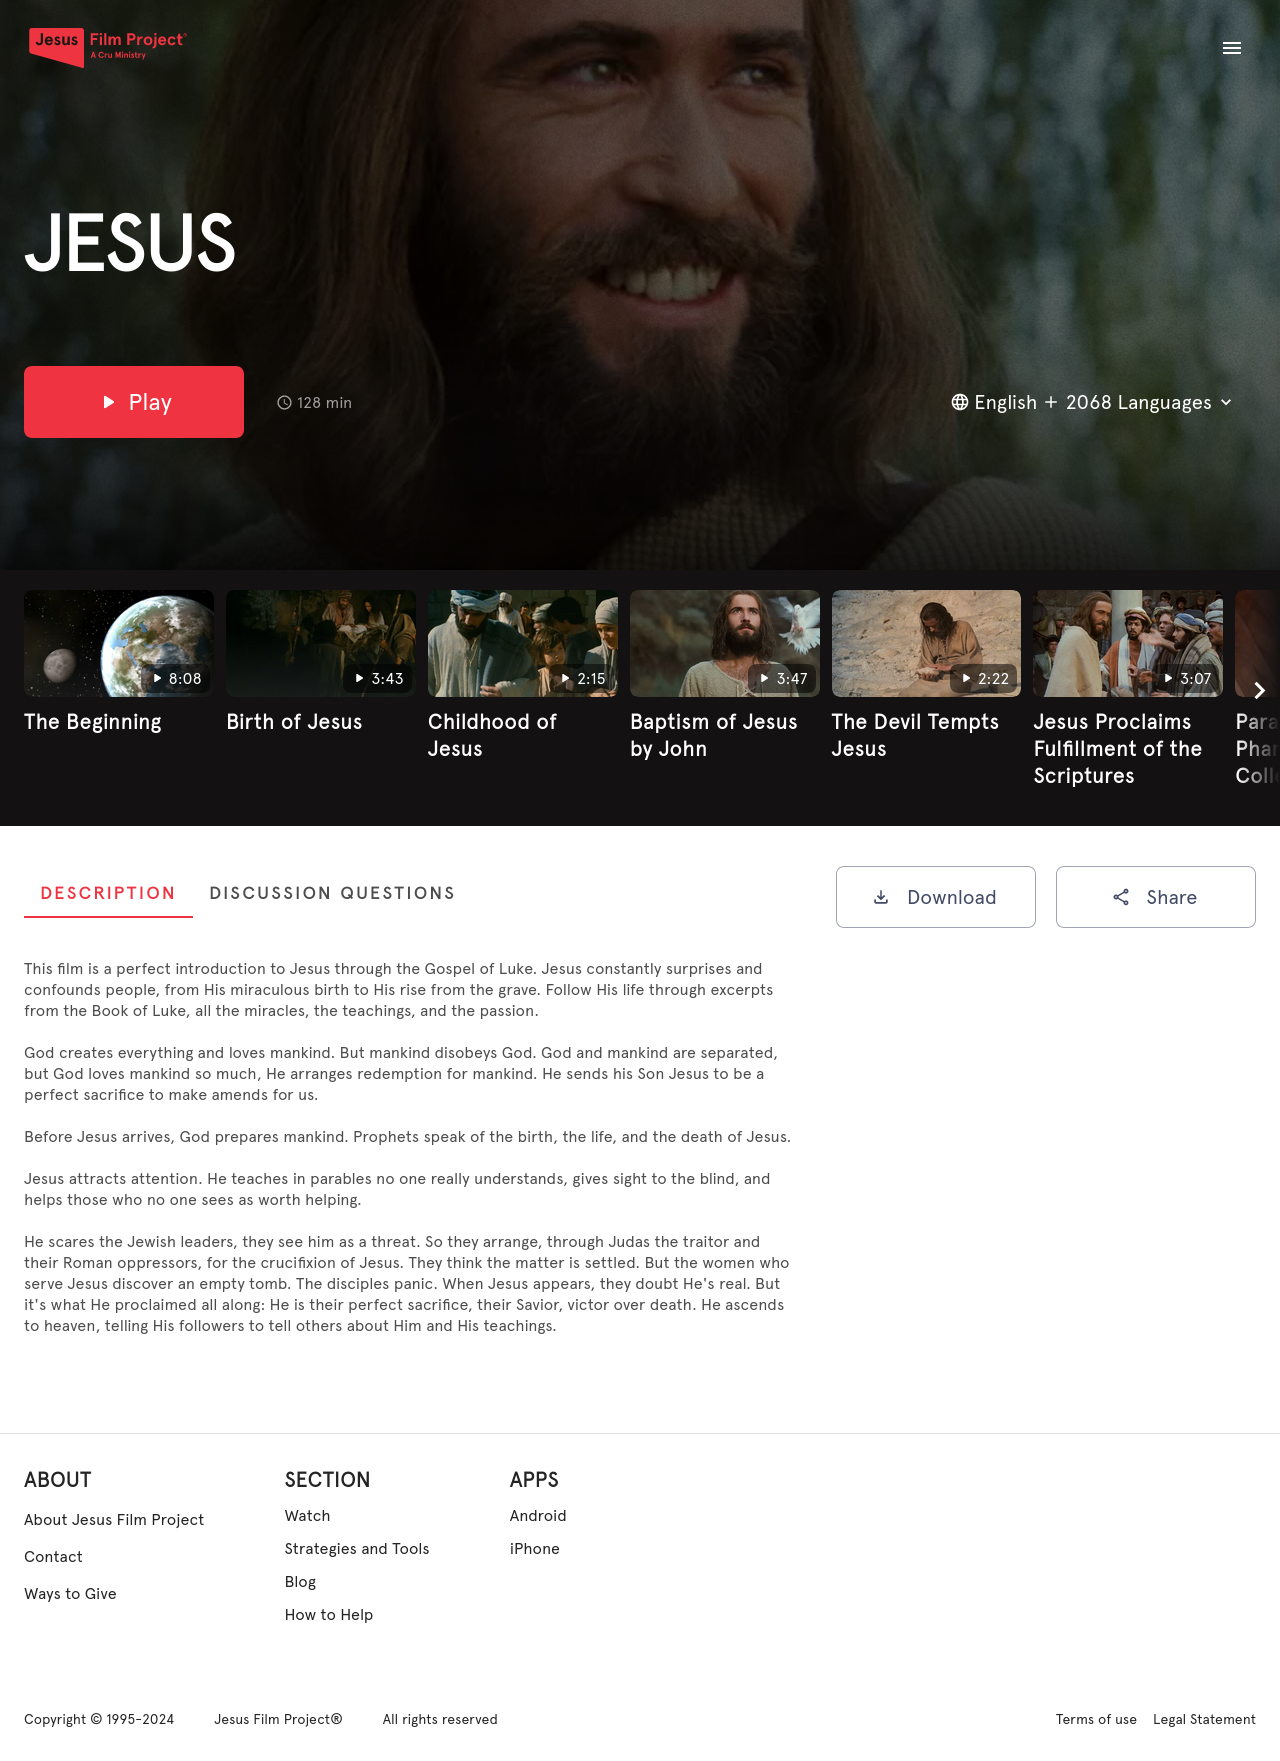 Jesus Film Project®
A Cru Ministry
JESUS
Play
128 min
English + 2068 Languages
8:08
3:43
2:15
3:47
2:22
3:07
The Beginning
Birth of Jesus
Childhood of
Jesus
Baptism of Jesus
by John
The Devil Tempts
Jesus
Jesus Proclaims
Fulfillment of the
Scriptures
DESCRIPTION
DISCUSSION QUESTIONS
Download
Share
This film is a perfect introduction to Jesus through the Gospel of Luke. Jesus constantly surprises and
confounds people, from His miraculous birth to His rise from the grave. Follow His life through excerpts
from the Book of Luke, all the miracles, the teachings, and the passion.
God creates everything and loves mankind. But mankind disobeys God. God and mankind are separated,
but God loves mankind so much, He arranges redemption for mankind. He sends his Son Jesus to be a
perfect sacrifice to make amends for us.
Before Jesus arrives, God prepares mankind. Prophets speak of the birth, the life, and the death of Jesus.
Jesus attracts attention. He teaches in parables no one really understands, gives sight to the blind, and
helps those who no one sees as worth helping.
He scares the Jewish leaders, they see him as a threat. So they arrange, through Judas the traitor and
their Roman oppressors, for the crucifixion of Jesus. They think the matter is settled. But the women who
serve Jesus discover an empty tomb. The disciples panic. When Jesus appears, they doubt He's real. But
it's what He proclaimed all along: He is their perfect sacrifice, their Savior, victor over death. He ascends
to heaven, telling His followers to tell others about Him and His teachings.
ABOUT
About Jesus Film Project
Contact
Ways to Give
SECTION
Watch
Strategies and Tools
Blog
How to Help
APPS
Android
iPhone
Copyright © 1995-2024
Jesus Film Project®
All rights reserved
Terms of use
Legal Statement